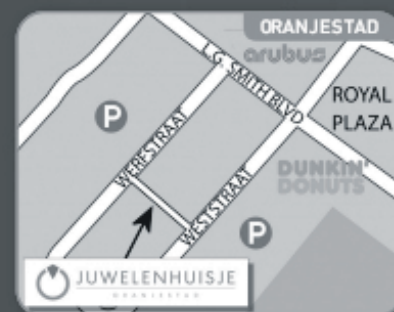 ORANJESTAD
arubus
L.G. SMITH BLVD
ROYAL
PLAZA
P
WERFSTRAAT
DUNKIN'
DONUTS
WESTSTRAAT
P
JUWELENHUISJE
ORANJESTAD